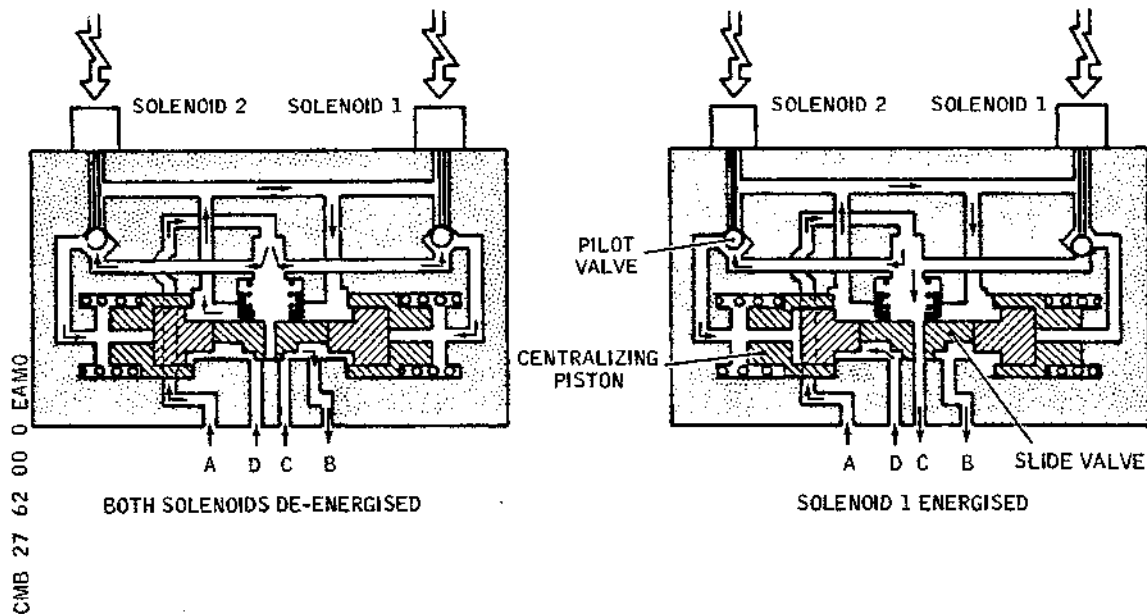 SOLENOID 2 SOLENOID 1
A D C B
BOTH SOLENOIDS DE-ENERGISED
SOLENOID 2 SOLENOID 1
PILOT
VALVE
CENTRALIZING
PISTON
A D C B
SLIDE VALVE
SOLENOID 1 ENERGISED
CMB 27 62 00 0 EAM0